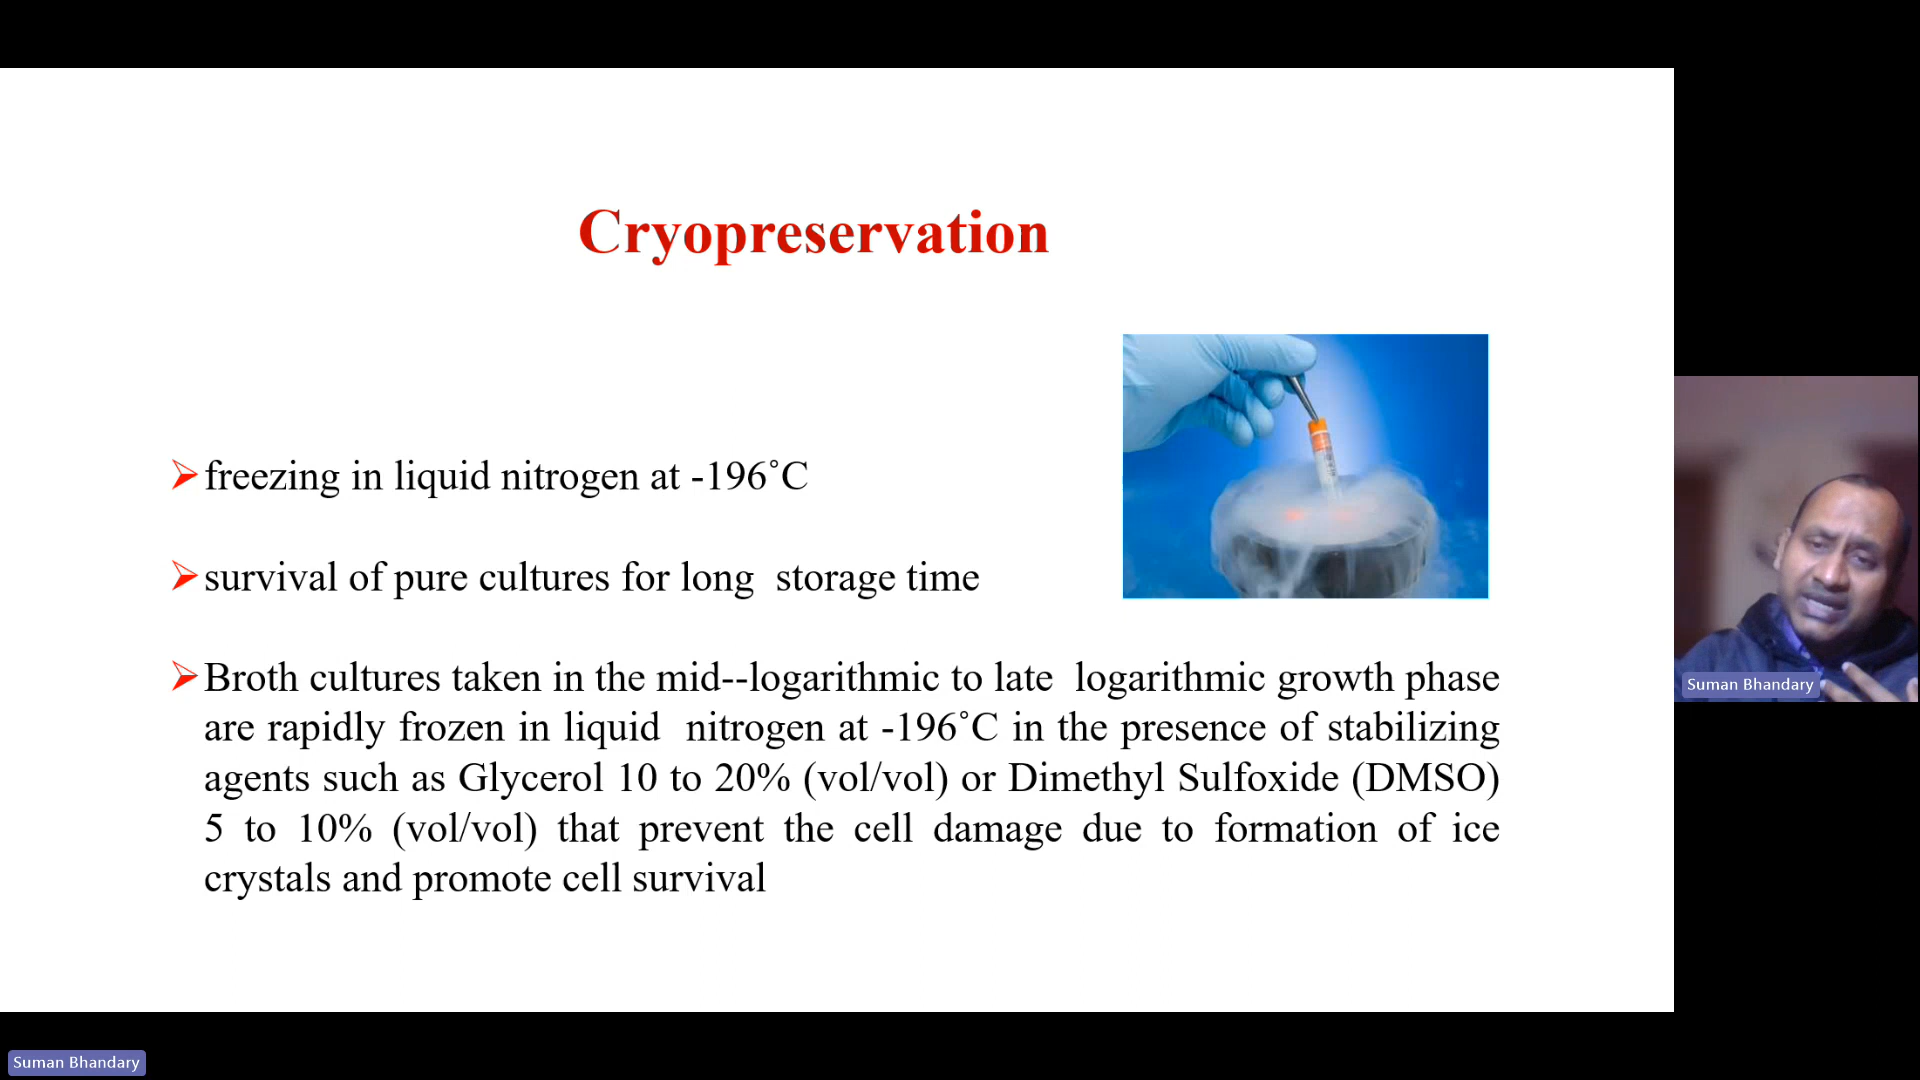 Cryopreservation
freezing in liquid nitrogen at -196˚C
survival of pure cultures for long  storage time
Broth cultures taken in the mid--logarithmic to late  logarithmic growth phase
are rapidly frozen in liquid  nitrogen at -196˚C in the presence of stabilizing
agents such as Glycerol 10 to 20% (vol/vol) or Dimethyl Sulfoxide (DMSO)
5 to 10% (vol/vol) that prevent the cell damage due to formation of ice
crystals and promote cell survival
Suman Bhandary
Suman Bhandary